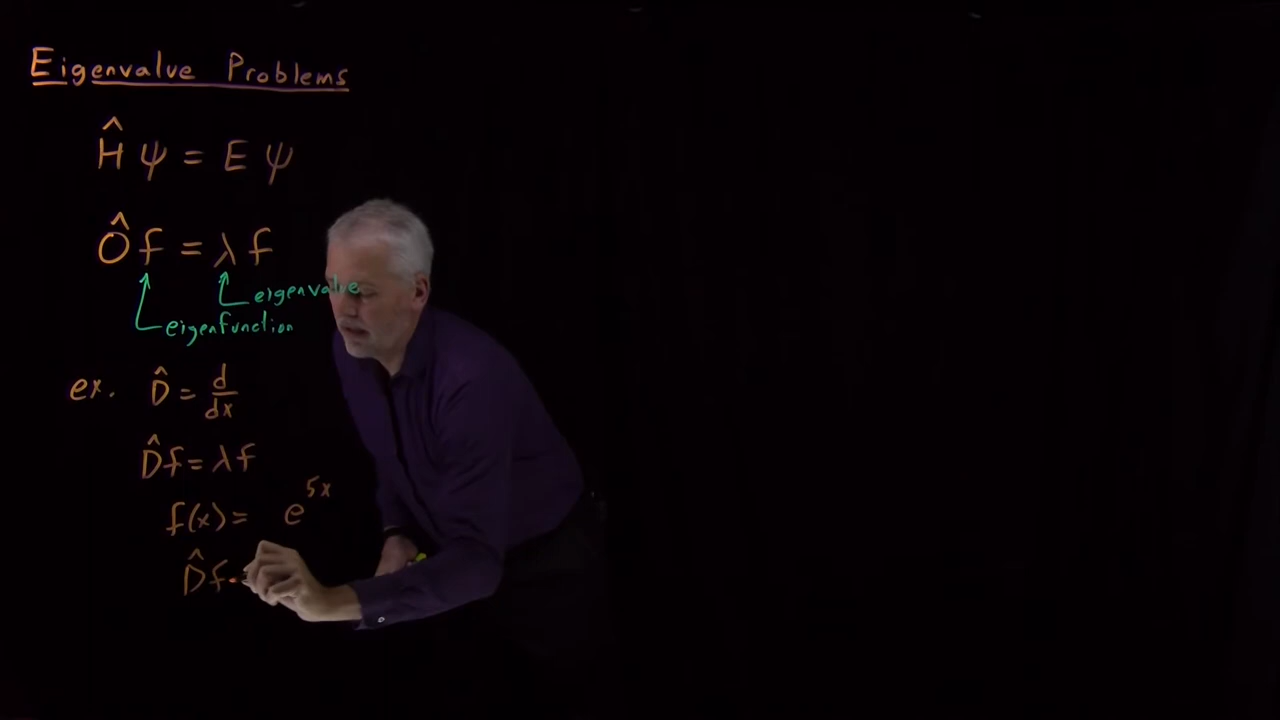 Eigenvalue Problems
Ĥ ψ = E ψ
Ô f = λ f
eigenvalue
eigenfunction
ex. D̂ = d/dx
D̂f = λ f
f(x) = e^5x
D̂f =